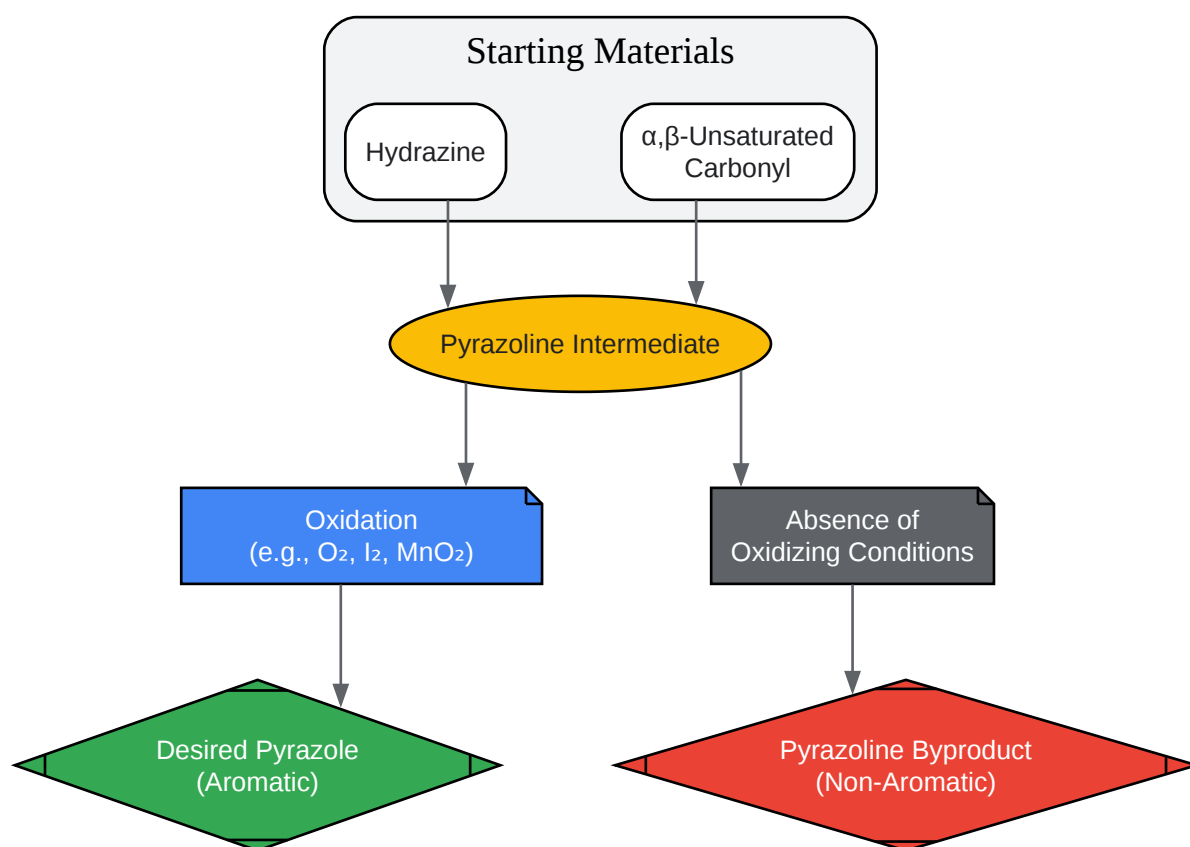 Starting Materials
Hydrazine
α,β-Unsaturated
Carbonyl
Pyrazoline Intermediate
Oxidation
(e.g., O₂, I₂, MnO₂)
Absence of
Oxidizing Conditions
Desired Pyrazole
(Aromatic)
Pyrazoline Byproduct
(Non-Aromatic)